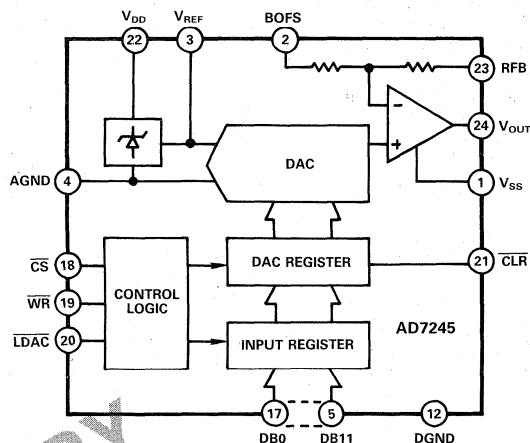 VDD VREF BOFS
22 3 2
23 RFB
-
24 VOUT
+
DAC
AGND 4
1 VSS
CS 18
DAC REGISTER
21 CLR
CONTROL LOGIC
WR 19
AD7245
LDAC 20
INPUT REGISTER
17 5 12
DB0 DB11 DGND